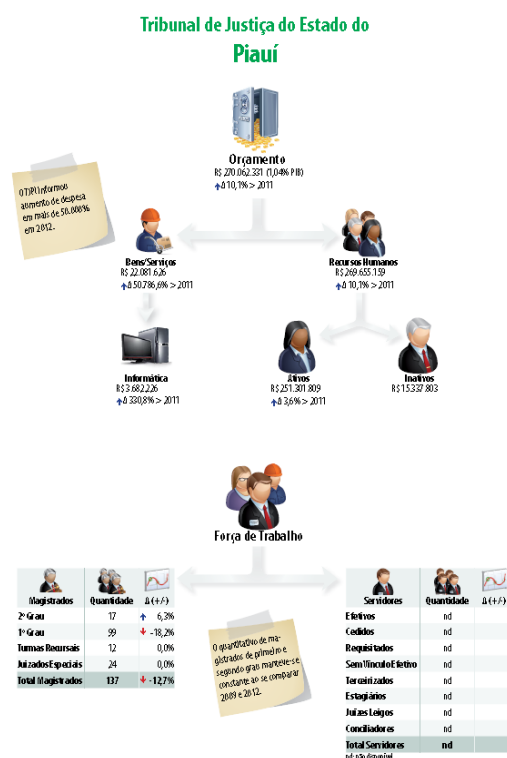 Tribunal de Justiça do Estado do
Piauí
Orçamento
R$ 270.062.331 (1,04% PIB)
Δ 10,1% > 2011
O TJPI informou
aumento de despesa
em mais de 50.000%
em 2012.
Bens/Serviços
R$ 22.081.626
Δ 50.786,6% > 2011
Recursos Humanos
R$ 269.655.159
Δ 10,1% > 2011
Informática
R$ 3.682.226
Δ 330,8% > 2011
Ativos
R$ 251.301.809
Δ 3,6% > 2011
Inativos
R$ 15.337.803
Força de Trabalho
Magistrados Quantidade Δ (+/-)
2º Grau 17 6,3%
1º Grau 99 -18,2%
Turmas Recursais 12 0,0%
Juizados Especiais 24 0,0%
Total Magistrados 137 -12,7%
O quantitativo de ma-
gistrados de primeiro e
segundo grau manteve-se
constante ao se comparar
2009 e 2012.
Servidores Quantidade Δ (+/-)
Efetivos nd
Cedidos nd
Requisitados nd
Sem Vínculo Efetivo nd
Terceirizados nd
Estagiários nd
Juízes Leigos nd
Conciliadores nd
Total Servidores nd
nd: não disponível